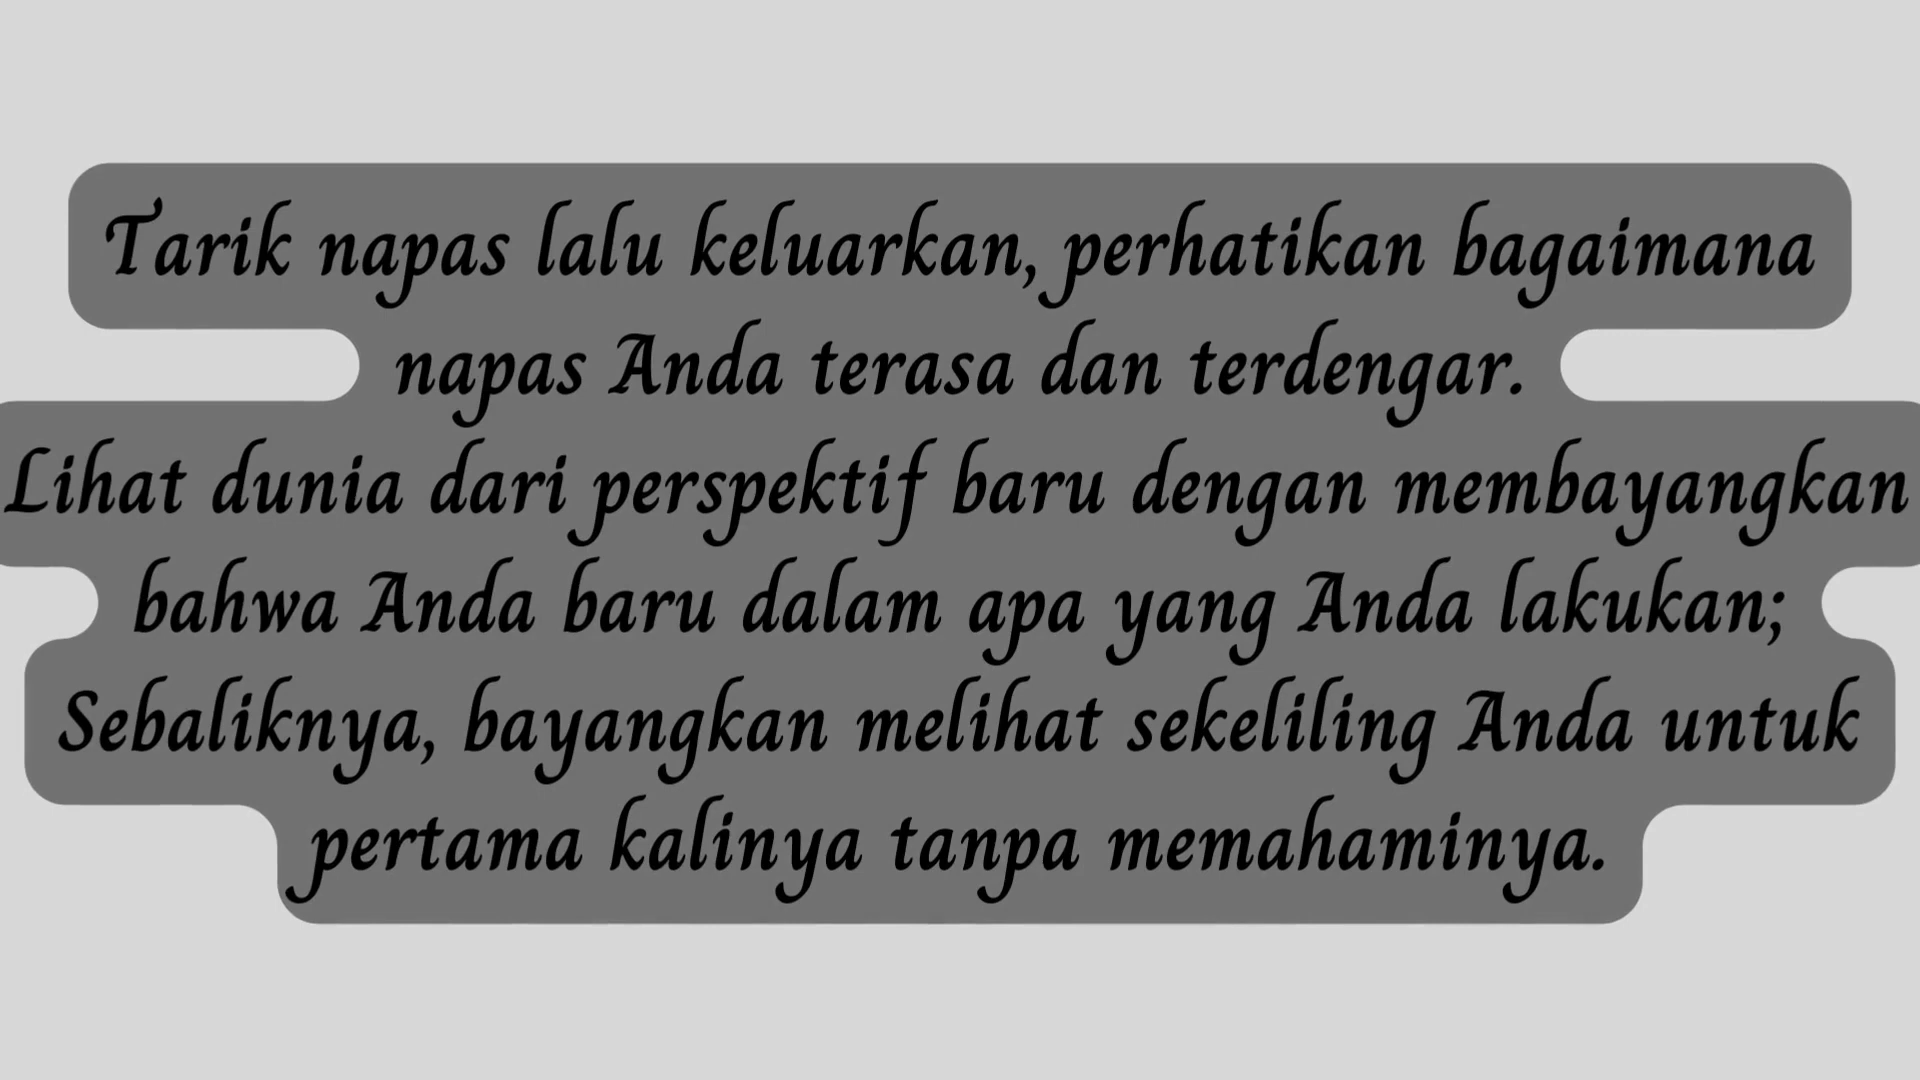 Tarik napas lalu keluarkan, perhatikan bagaimana
napas Anda terasa dan terdengar.
Lihat dunia dari perspektif baru dengan membayangkan
bahwa Anda baru dalam apa yang Anda lakukan;
Sebaliknya, bayangkan melihat sekeliling Anda untuk
pertama kalinya tanpa memahaminya.